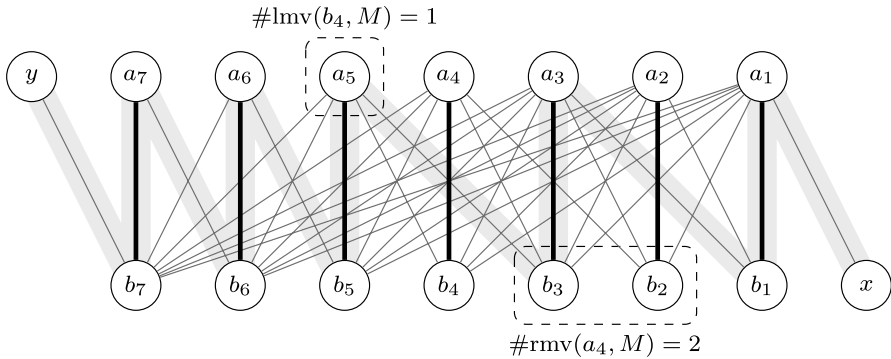 #lmv(b₄, M) = 1
y a₇ a₆ a₅ a₄ a₃ a₂ a₁
b₇ b₆ b₅ b₄ b₃ b₂ b₁ x
#rmv(a₄, M) = 2